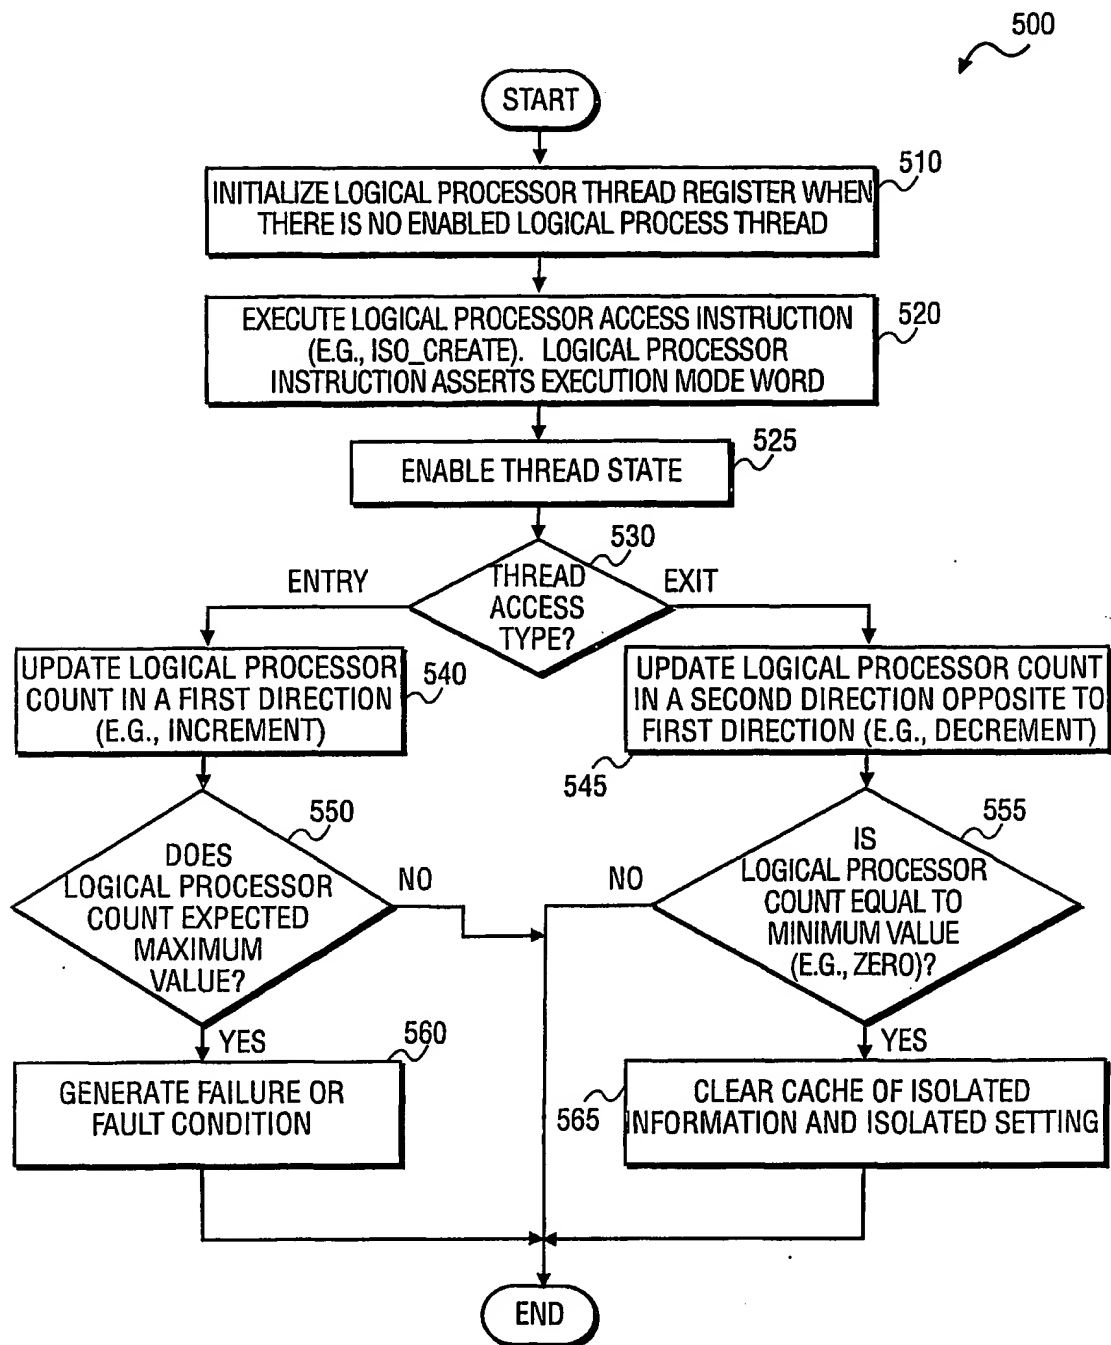 500
START
510
INITIALIZE LOGICAL PROCESSOR THREAD REGISTER WHEN
THERE IS NO ENABLED LOGICAL PROCESS THREAD
520
EXECUTE LOGICAL PROCESSOR ACCESS INSTRUCTION
(E.G., ISO_CREATE). LOGICAL PROCESSOR
INSTRUCTION ASSERTS EXECUTION MODE WORD
525
ENABLE THREAD STATE
530
THREAD
ACCESS
TYPE?
ENTRY
EXIT
UPDATE LOGICAL PROCESSOR
COUNT IN A FIRST DIRECTION
(E.G., INCREMENT)
540
UPDATE LOGICAL PROCESSOR COUNT
IN A SECOND DIRECTION OPPOSITE TO
FIRST DIRECTION (E.G., DECREMENT)
545
550
DOES
LOGICAL PROCESSOR
COUNT EXPECTED
MAXIMUM
VALUE?
NO
YES
555
IS
LOGICAL PROCESSOR
COUNT EQUAL TO
MINIMUM VALUE
(E.G., ZERO)?
NO
YES
560
GENERATE FAILURE OR
FAULT CONDITION
565
CLEAR CACHE OF ISOLATED
INFORMATION AND ISOLATED SETTING
END